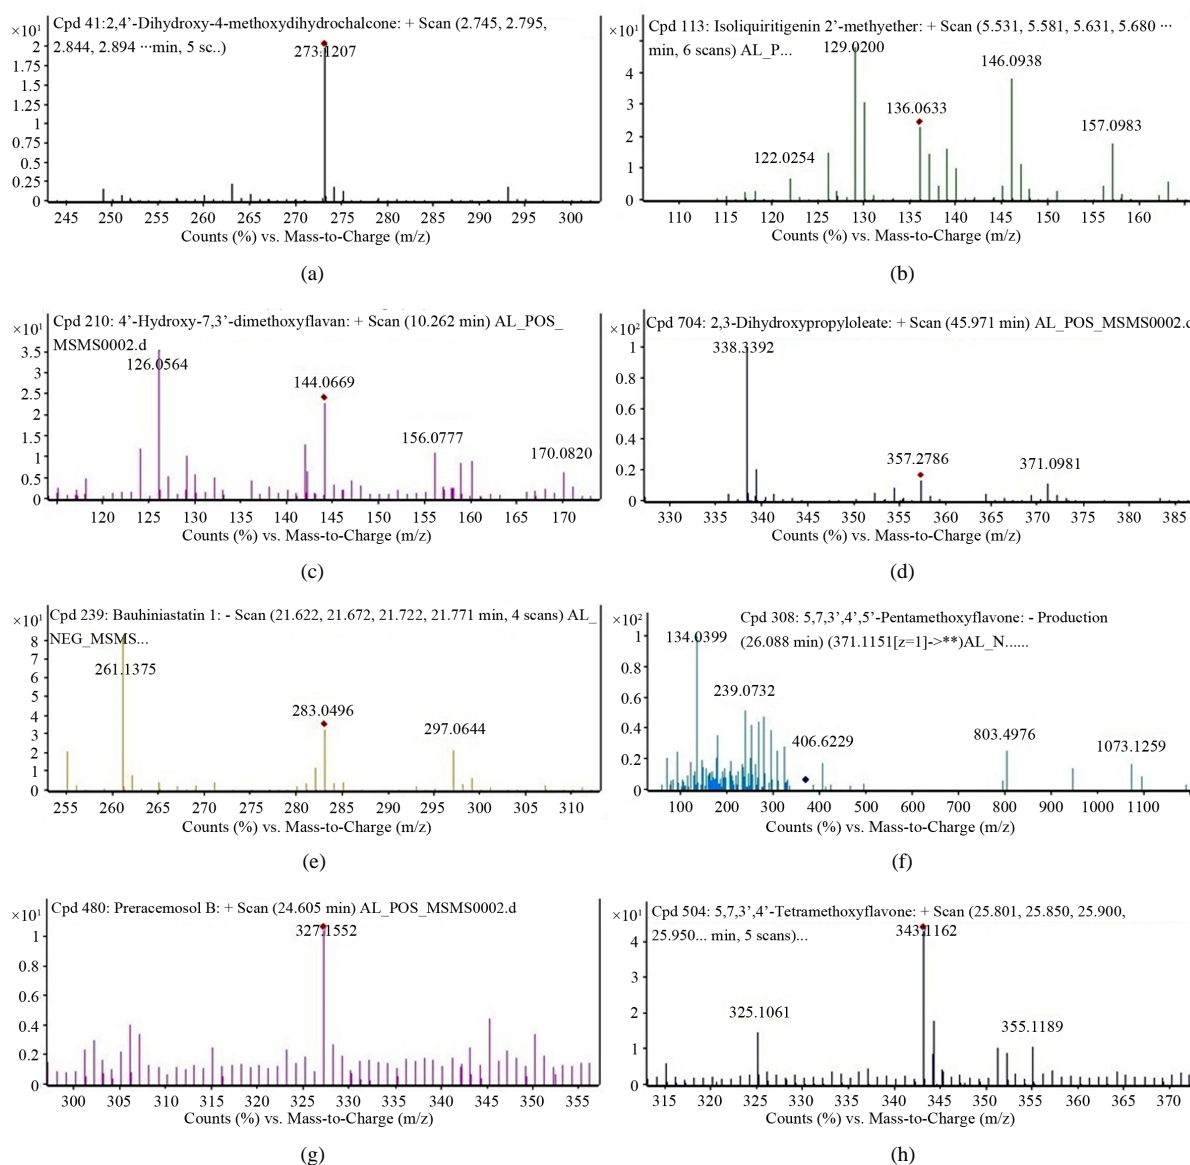 Cpd 41:2,4’-Dihydroxy-4-methoxydihydrochalcone: + Scan (2.745, 2.795,
2.844, 2.894 ···min, 5 sc..)
×10¹
273.1207
2
1.75
1.5
1.25
1
0.75
0.5
0.25
0
245 250 255 260 265 270 275 280 285 290 295 300
Counts (%) vs. Mass-to-Charge (m/z)
(a)
Cpd 113: Isoliquiritigenin 2’-methyether: + Scan (5.531, 5.581, 5.631, 5.680 ···
min, 6 scans) AL_P...
×10¹
129.0200
146.0938
136.0633
157.0983
122.0254
4
3
2
1
0
110 115 120 125 130 135 140 145 150 155 160
Counts (%) vs. Mass-to-Charge (m/z)
(b)
Cpd 210: 4’-Hydroxy-7,3’-dimethoxyflavan: + Scan (10.262 min) AL_POS_
MSMS0002.d
×10¹
126.0564
144.0669
156.0777
170.0820
3.5
3
2.5
2
1.5
1
0.5
0
120 125 130 135 140 145 150 155 160 165 170
Counts (%) vs. Mass-to-Charge (m/z)
(c)
Cpd 704: 2,3-Dihydroxypropyloleate: + Scan (45.971 min) AL_POS_MSMS0002.d
×10²
338.3392
357.2786
371.0981
1
0.8
0.6
0.4
0.2
0
330 335 340 345 350 355 360 365 370 375 380 385
Counts (%) vs. Mass-to-Charge (m/z)
(d)
Cpd 239: Bauhiniastatin 1: - Scan (21.622, 21.672, 21.722, 21.771 min, 4 scans) AL_
NEG_MSMS...
×10¹
261.1375
283.0496
297.0644
8
7
6
5
4
3
2
1
0
255 260 265 270 275 280 285 290 295 300 305 310
Counts (%) vs. Mass-to-Charge (m/z)
(e)
Cpd 308: 5,7,3’,4’,5’-Pentamethoxyflavone: - Production
(26.088 min) (371.1151[z=1]->**)AL_N......
×10²
134.0399
239.0732
406.6229
803.4976
1073.1259
1
0.8
0.6
0.4
0.2
0
100 200 300 400 500 600 700 800 900 1000 1100
Counts (%) vs. Mass-to-Charge (m/z)
(f)
Cpd 480: Preracemosol B: + Scan (24.605 min) AL_POS_MSMS0002.d
×10¹
327.1552
1
0.8
0.6
0.4
0.2
0
300 305 310 315 320 325 330 335 340 345 350 355
Counts (%) vs. Mass-to-Charge (m/z)
(g)
Cpd 504: 5,7,3’,4’-Tetramethoxyflavone: + Scan (25.801, 25.850, 25.900,
25.950... min, 5 scans)...
×10¹
343.1162
325.1061
355.1189
4
3
2
1
0
315 320 325 330 335 340 345 350 355 360 365 370
Counts (%) vs. Mass-to-Charge (m/z)
(h)